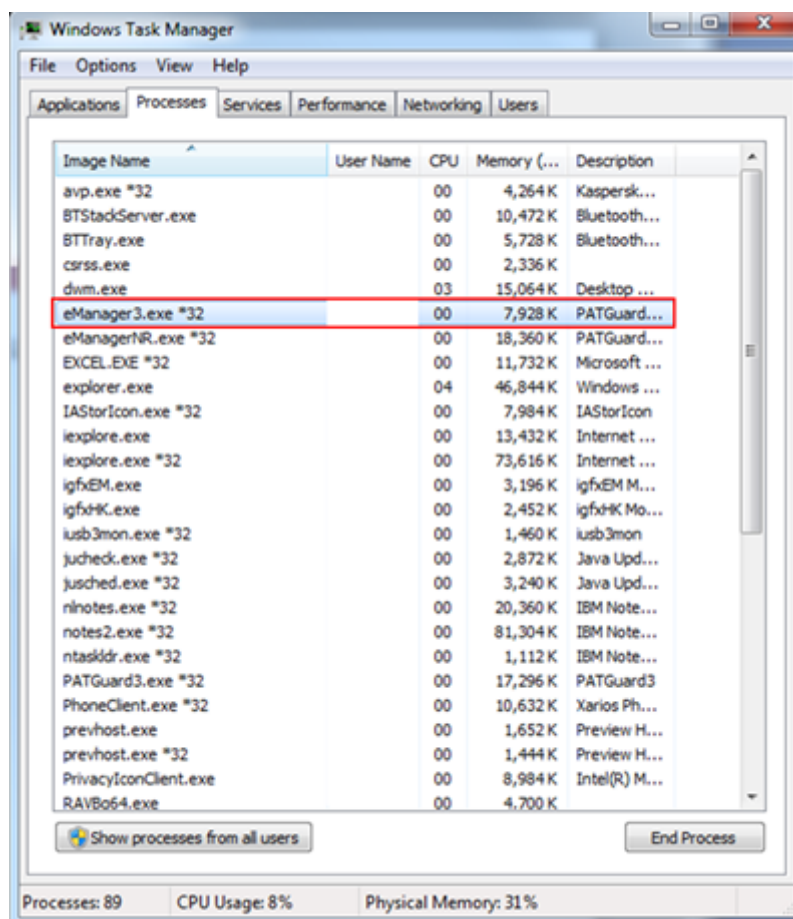 Windows Task Manager
File Options View Help
Applications Processes Services Performance Networking Users
Image Name User Name CPU Memory (... Description
avp.exe *32 00 4,264 K Kaspersk...
BTStackServer.exe 00 10,472 K Bluetooth...
BTTray.exe 00 5,728 K Bluetooth...
csrss.exe 00 2,336 K
dwm.exe 03 15,064 K Desktop ...
eManager3.exe *32 00 7,928 K PATGuard...
eManagerNR.exe *32 00 18,360 K PATGuard...
EXCEL.EXE *32 00 11,732 K Microsoft ...
explorer.exe 04 46,844 K Windows ...
IAStorIcon.exe *32 00 7,984 K IAStorIcon
iexplore.exe 00 13,432 K Internet ...
iexplore.exe *32 00 73,616 K Internet ...
igfxEM.exe 00 3,196 K igfxEM M...
igfxHK.exe 00 2,452 K igfxHK Mo...
iusb3mon.exe *32 00 1,460 K iusb3mon
jucheck.exe *32 00 2,872 K Java Upd...
jusched.exe *32 00 3,240 K Java Upd...
nlnotes.exe *32 00 20,360 K IBM Note...
notes2.exe *32 00 81,304 K IBM Note...
ntaskldr.exe *32 00 1,112 K IBM Note...
PATGuard3.exe *32 00 17,296 K PATGuard3
PhoneClient.exe *32 00 10,632 K Xarios Ph...
prevhost.exe 00 1,652 K Preview H...
prevhost.exe *32 00 1,444 K Preview H...
PrivacyIconClient.exe 00 8,984 K Intel(R) M...
RAVBg64.exe 00 4,700 K
Show processes from all users End Process
Processes: 89 CPU Usage: 8% Physical Memory: 31%